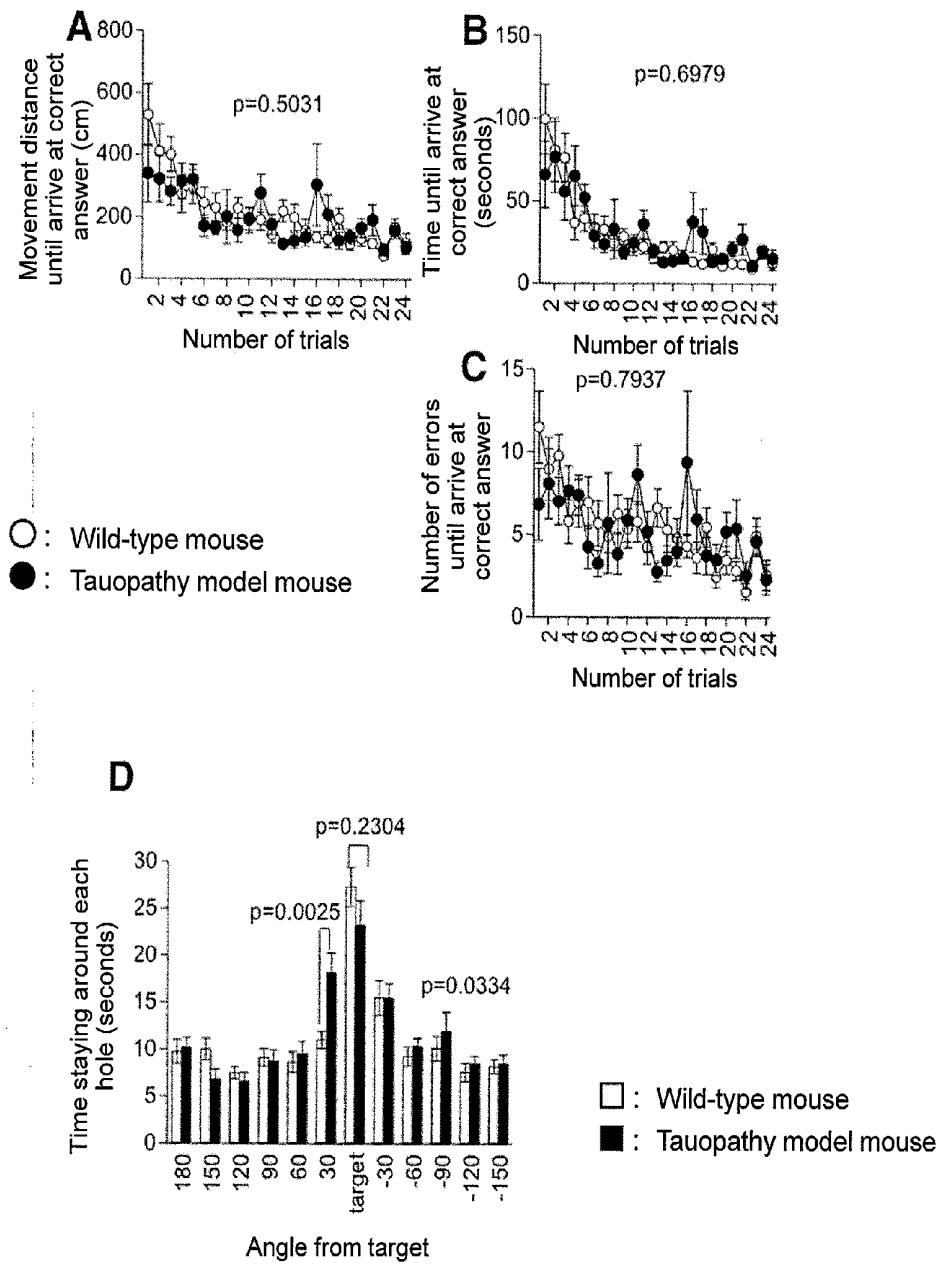 A
800
600
400
200
0
Movement distance
until arrive at correct
answer (cm)
p=0.5031
2 4 6 8 10 12 14 16 18 20 22 24
Number of trials
B
150
100
50
0
Time until arrive at
correct answer
(seconds)
p=0.6979
2 4 6 8 10 12 14 16 18 20 22 24
Number of trials
C
15
10
5
0
Number of errors
until arrive at
correct answer
p=0.7937
2 4 6 8 10 12 14 16 18 20 22 24
Number of trials
: Wild-type mouse
: Tauopathy model mouse
D
30
25
20
15
10
5
0
Time staying around each
hole (seconds)
p=0.2304
p=0.0025
p=0.0334
180 150 120 90 60 30 target -30 -60 -90 -120 -150
Angle from target
: Wild-type mouse
: Tauopathy model mouse